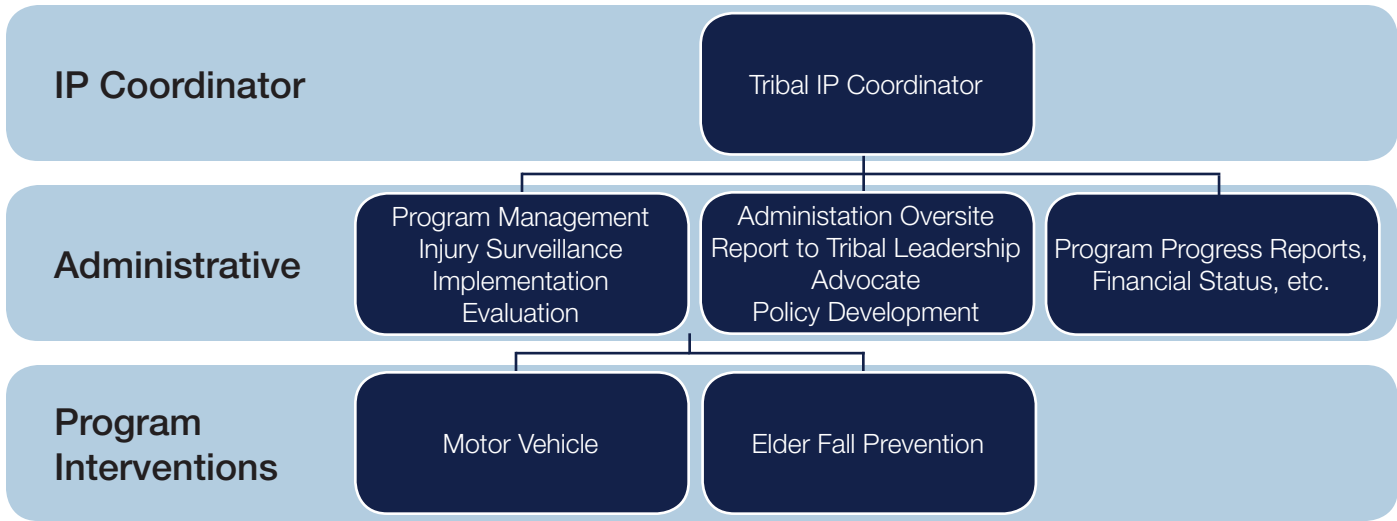 IP Coordinator
Tribal IP Coordinator
Administrative
Program Management
Injury Surveillance
Implementation
Evaluation
Administation Oversite
Report to Tribal Leadership
Advocate
Policy Development
Program Progress Reports,
Financial Status, etc.
Program
Interventions
Motor Vehicle
Elder Fall Prevention